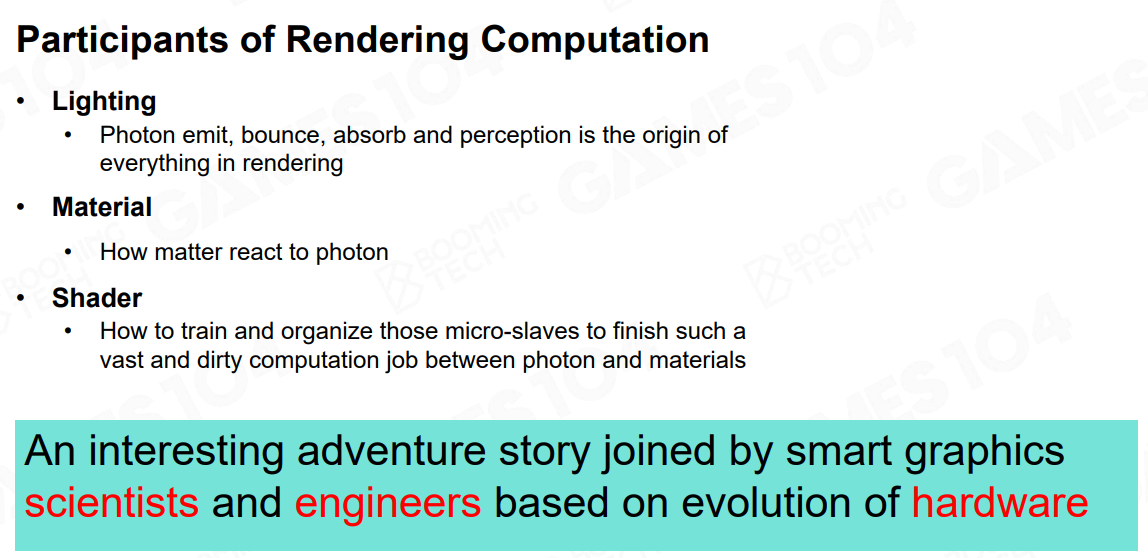 Participants of Rendering Computation
• Lighting
• Photon emit, bounce, absorb and perception is the origin of
everything in rendering
• Material
• How matter react to photon
• Shader
• How to train and organize those micro-slaves to finish such a
vast and dirty computation job between photon and materials
An interesting adventure story joined by smart graphics
scientists and engineers based on evolution of hardware
GAMES104
BOOMING
TECH